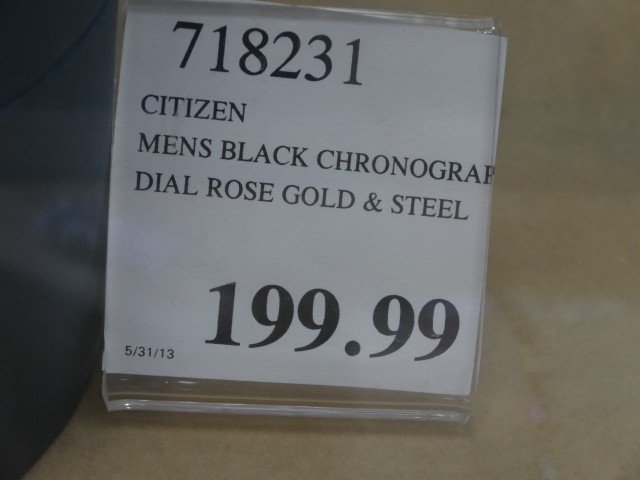 718231
CITIZEN
MENS BLACK CHRONOGRAP
DIAL ROSE GOLD & STEEL
199.99
5/31/13